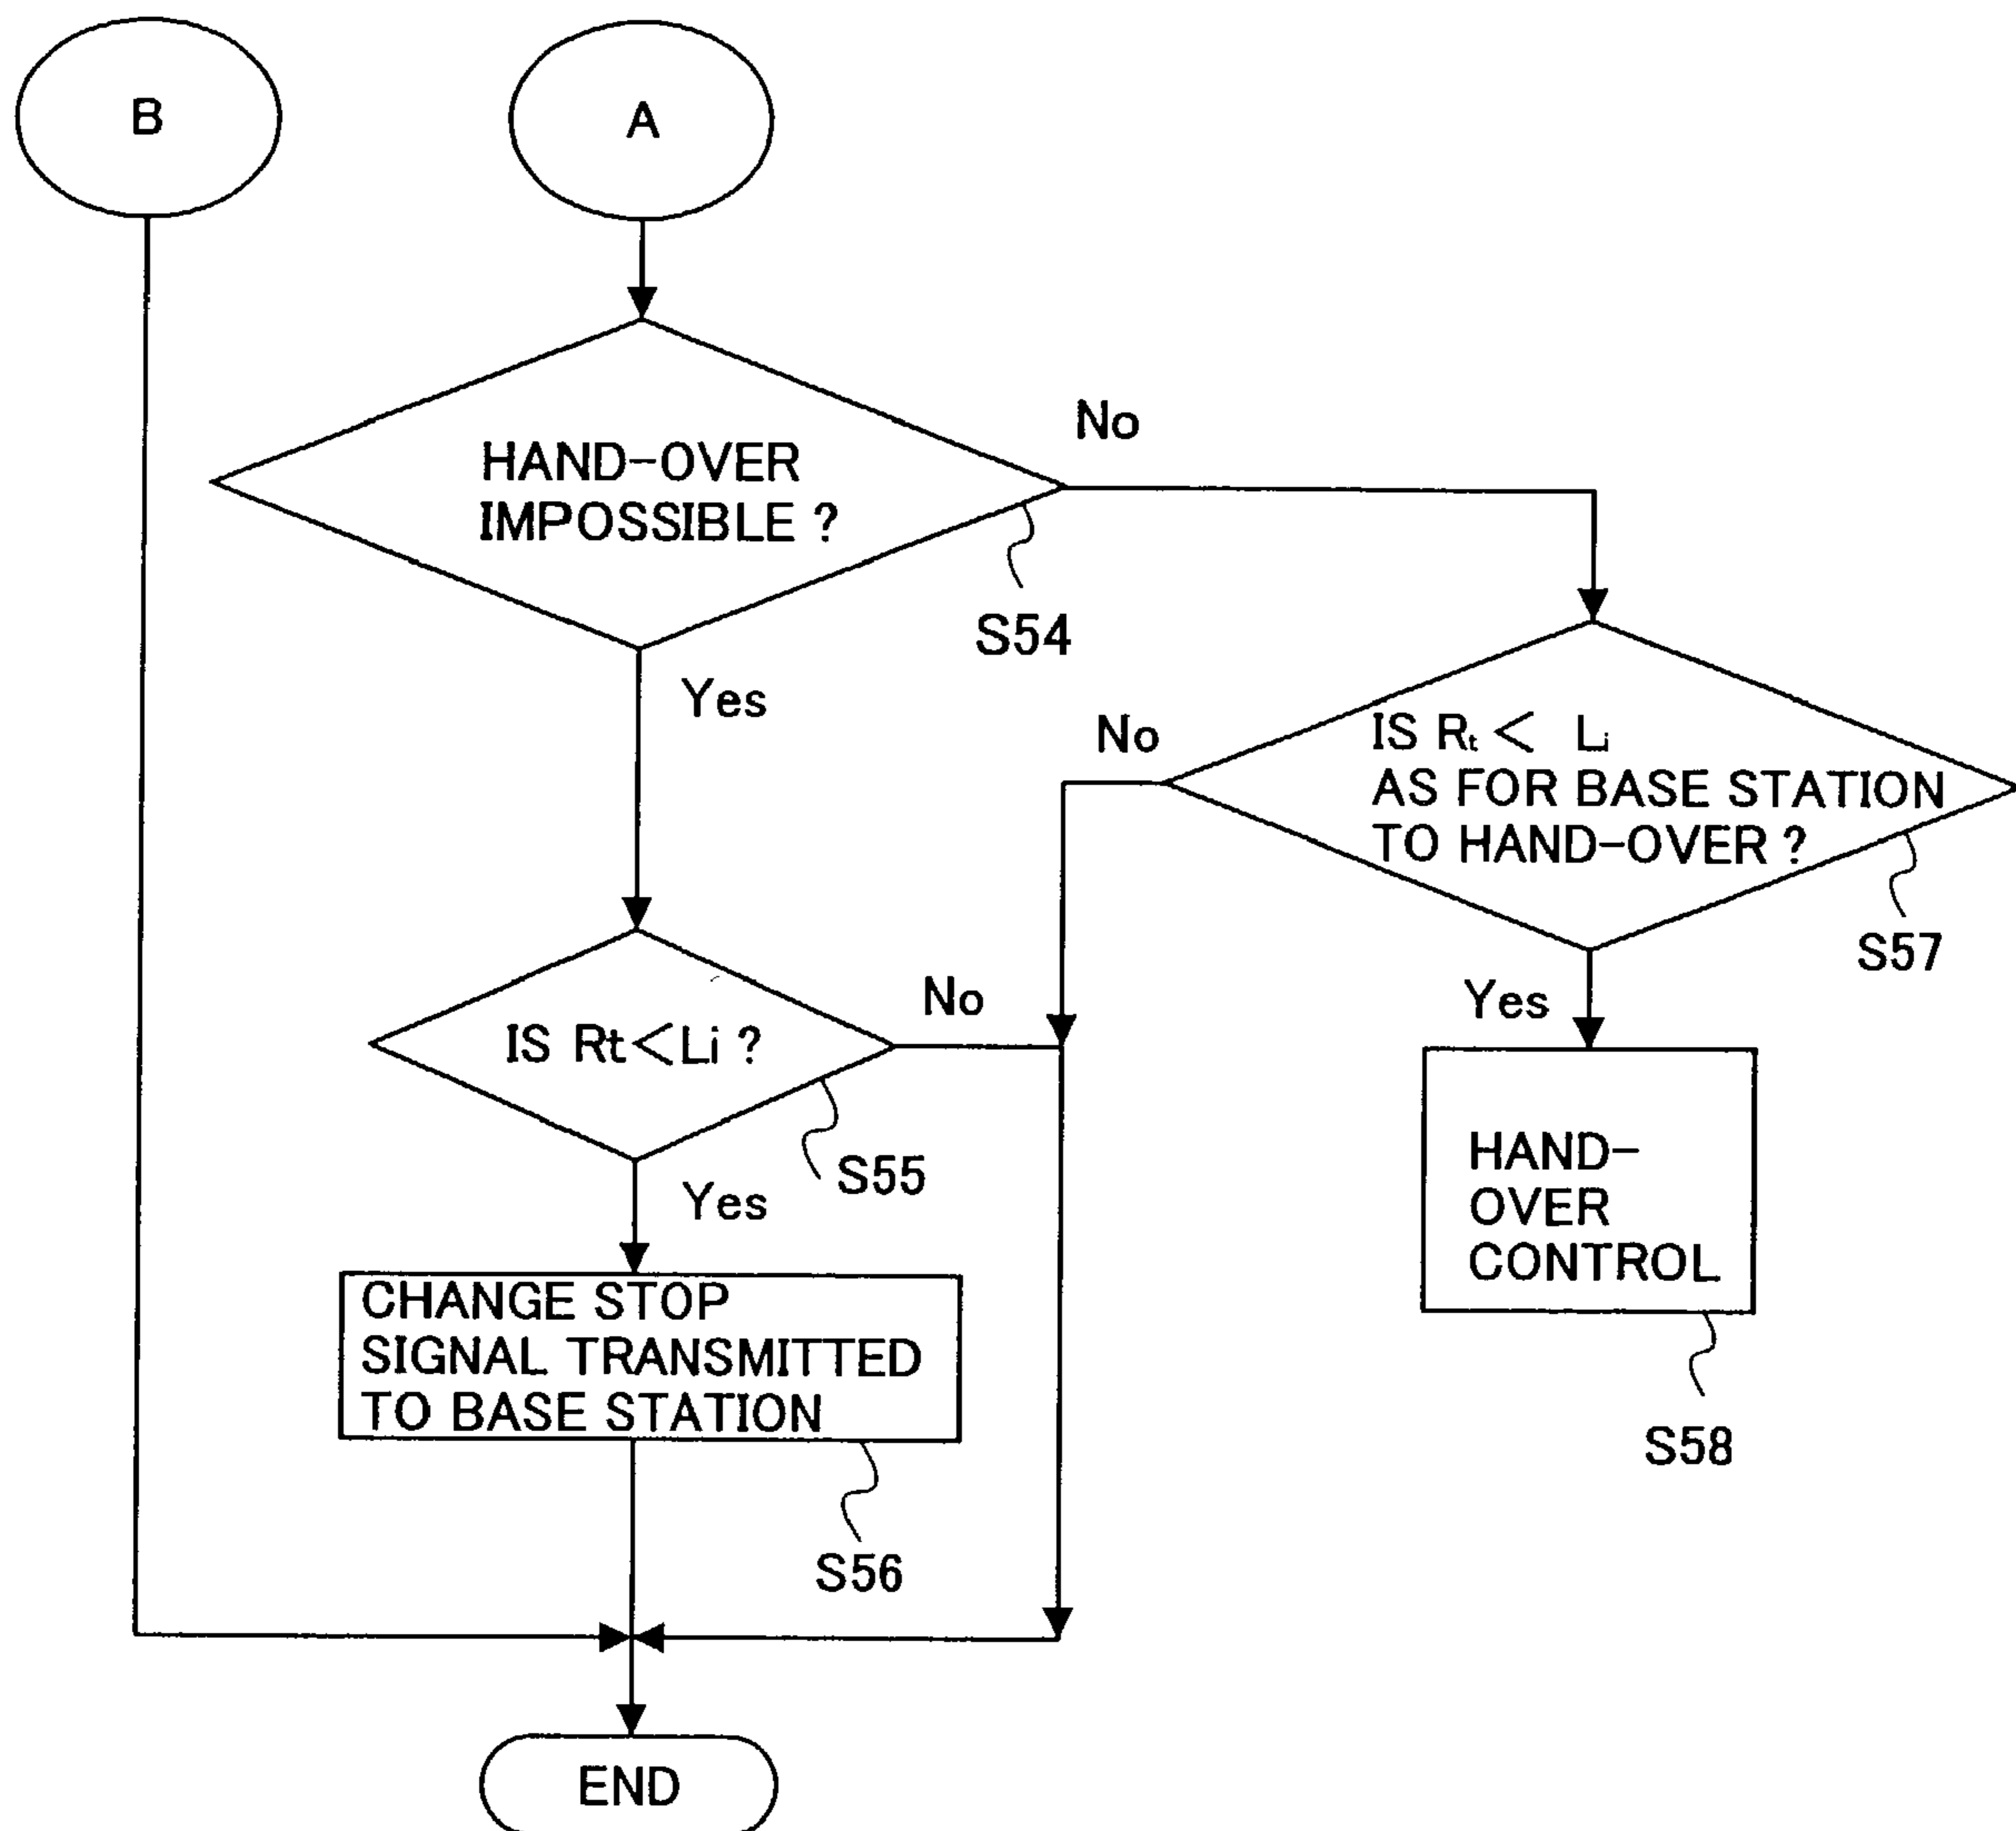 B
A
HAND-OVER
IMPOSSIBLE ?
No
S54
Yes
IS Rt < Li
AS FOR BASE STATION
TO HAND-OVER ?
No
S57
Yes
IS Rt<Li ?
No
S55
Yes
HAND-
OVER
CONTROL
S58
CHANGE STOP
SIGNAL TRANSMITTED
TO BASE STATION
S56
END